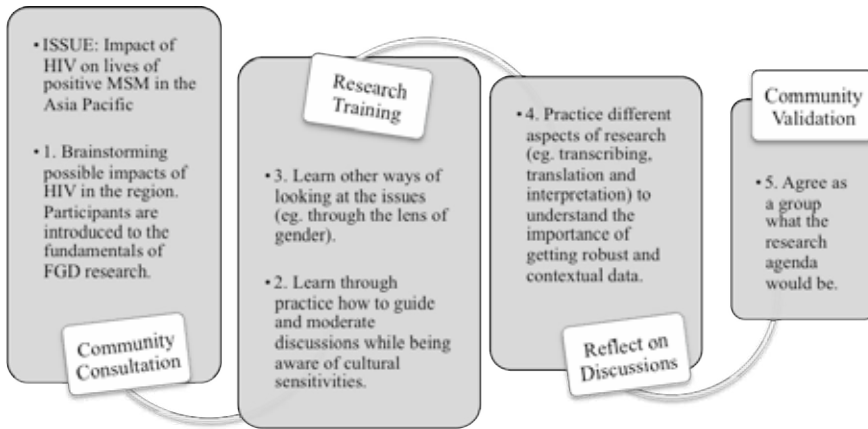 • ISSUE: Impact of
HIV on lives of
positive MSM in the
Asia Pacific
• 1. Brainstorming
possible impacts of
HIV in the region.
Participants are
introduced to the
fundamentals of
FGD research.
Community
Consultation
Research
Training
• 3. Learn other ways of
looking at the issues
(eg. through the lens of
gender).
• 2. Learn through
practice how to guide
and moderate
discussions while being
aware of cultural
sensitivities.
• 4. Practice different
aspects of research
(eg. transcribing,
translation and
interpretation) to
understand the
importance of
getting robust and
contextual data.
Reflect on
Discussions
Community
Validation
• 5. Agree as
a group
what the
research
agenda
would be.